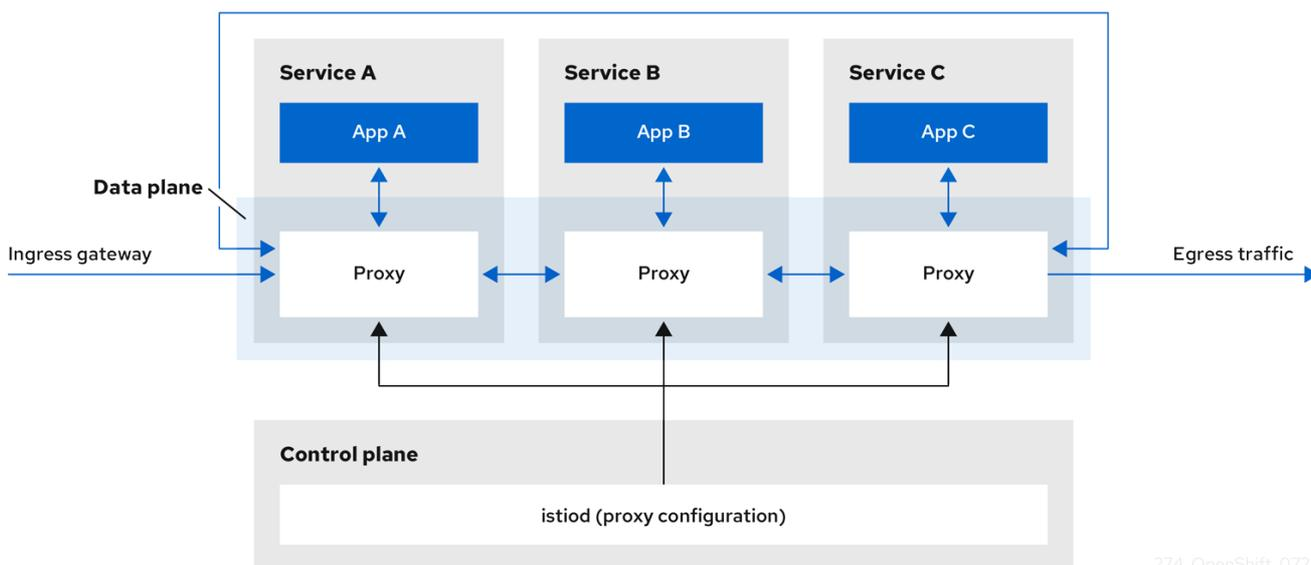 Service A
Service B
Service C
App A
App B
App C
Data plane
Ingress gateway
Proxy
Proxy
Proxy
Egress traffic
Control plane
istiod (proxy configuration)